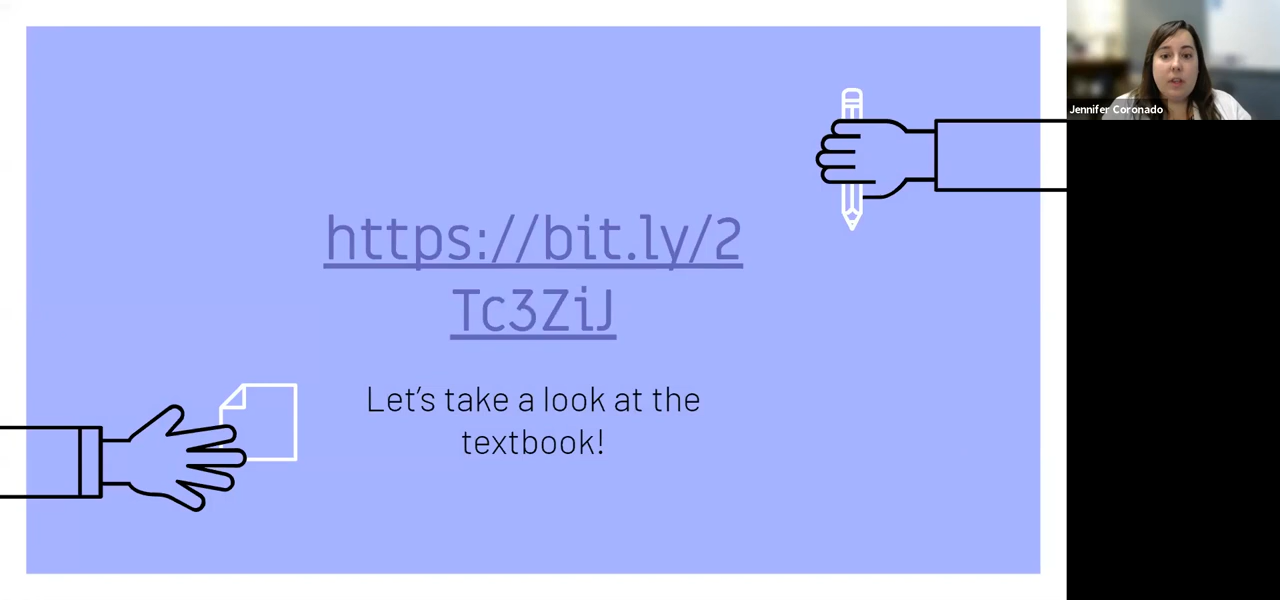 https://bit.ly/2
Tc3ZiJ
Let's take a look at the
textbook!
Jennifer Coronado